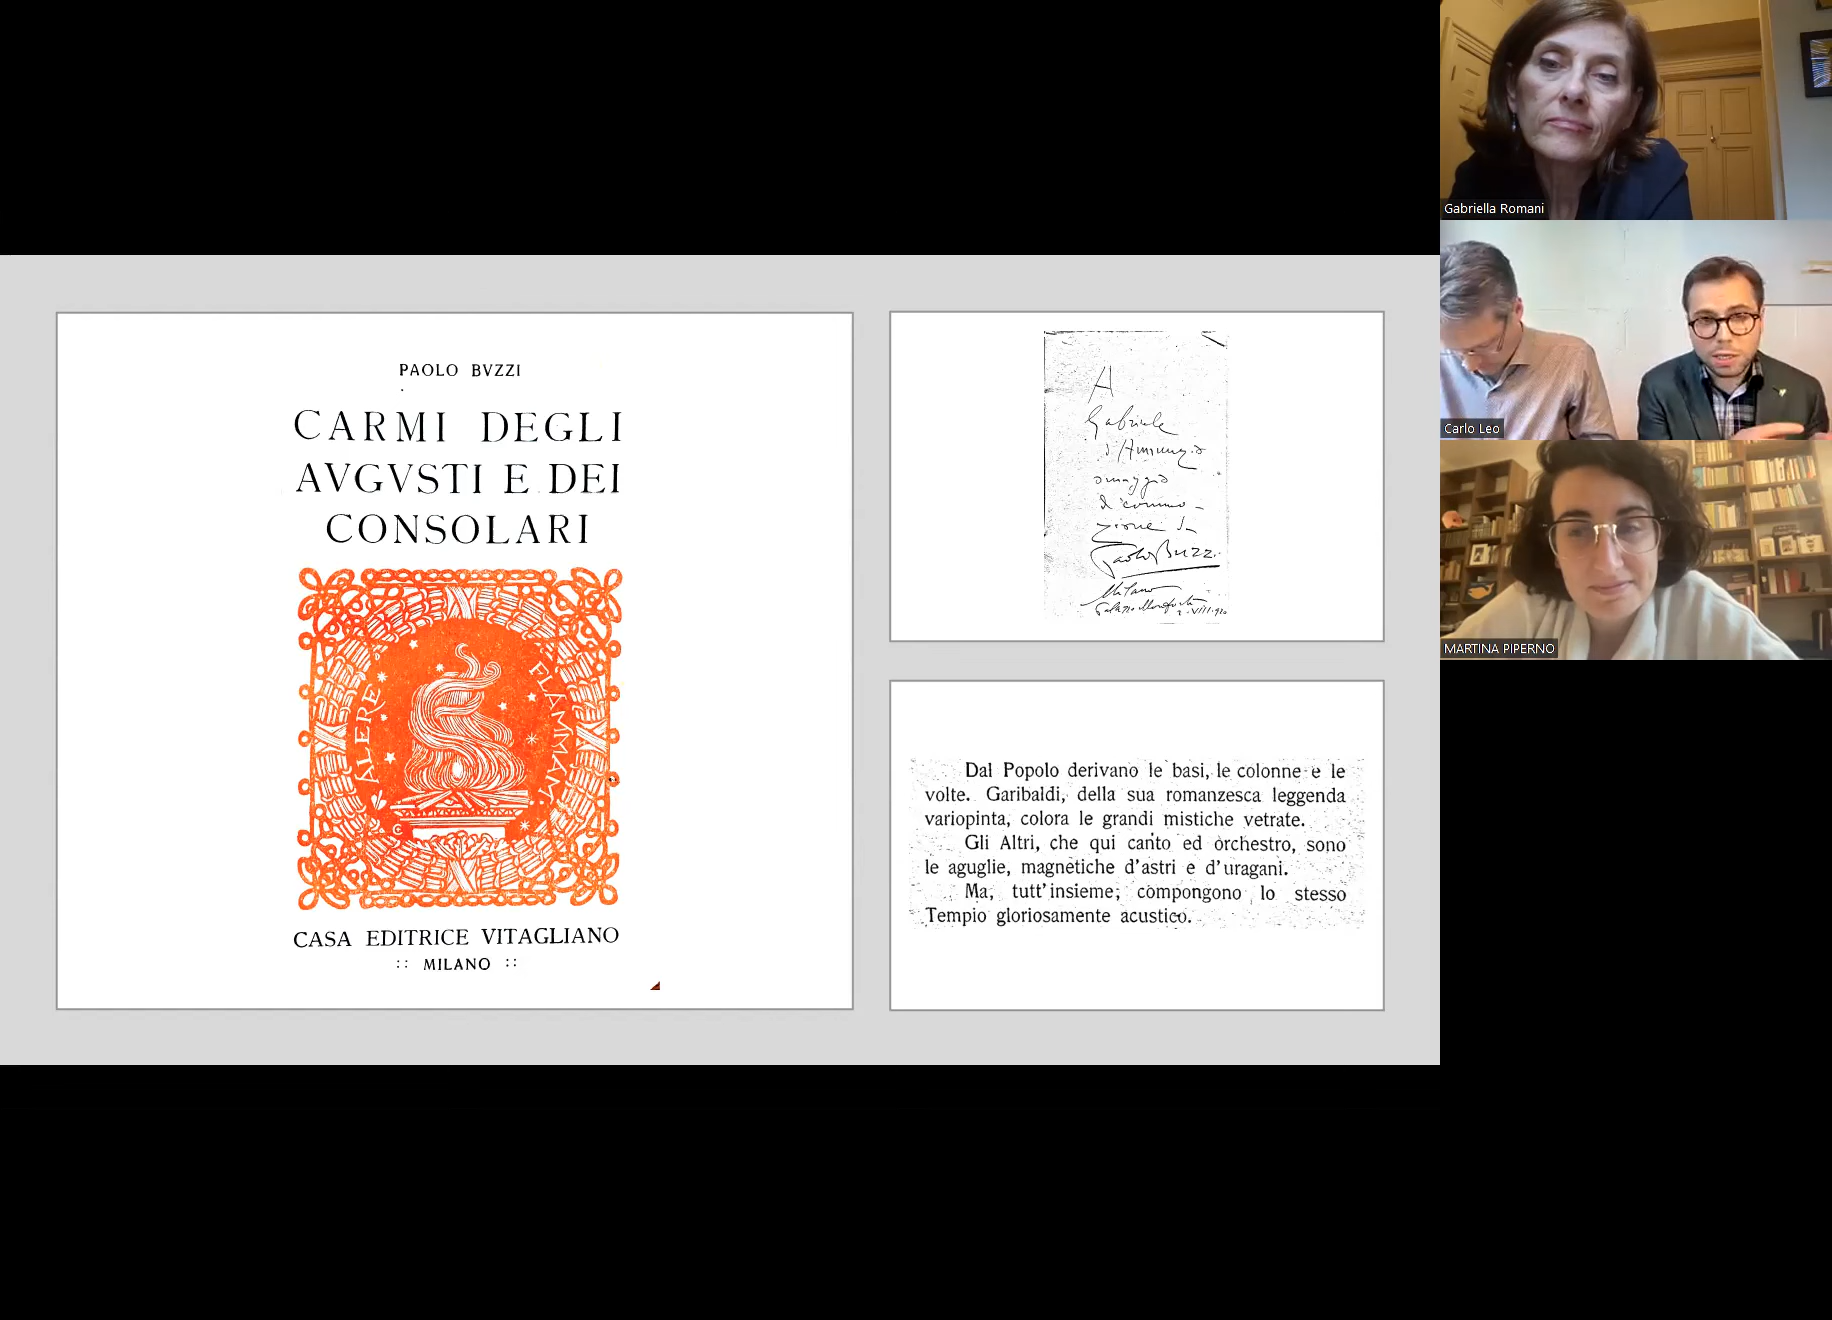 PAOLO BVZZI
CARMI DEGLI
AVGVSTI E DEI
CONSOLARI
ALERE FLAMMAM
CASA EDITRICE VITAGLIANO
:: MILANO ::
A
Gabriele
d'Annunzio
omaggio
di commo-
zione di
Paolo Buzzi
Milano
2. VIII. 920
Dal Popolo derivano le basi, le colonne e le
volte. Garibaldi, della sua romanzesca leggenda
variopinta, colora le grandi mistiche vetrate.
Gli Altri, che qui canto ed orchestro, sono
le aguglie, magnetiche d'astri e d'uragani.
Ma, tutt'insieme, compongono lo stesso
Tempio gloriosamente acustico.
Gabriella Romani
Carlo Leo
MARTINA PIPERNO